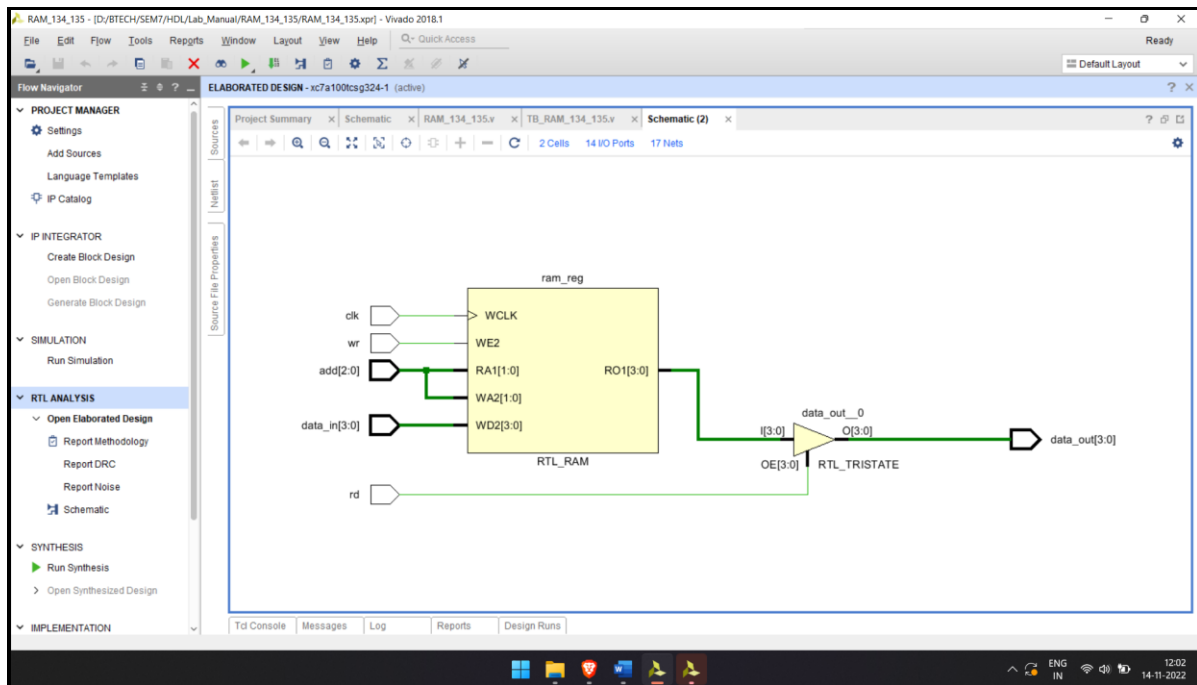 RAM_134_135 - [D:/BTECH/SEM7/HDL/Lab_Manual/RAM_134_135/RAM_134_135.xpr] - Vivado 2018.1
File Edit Flow Tools Reports Window Layout View Help Q- Quick Access
Ready
Default Layout
Flow Navigator
PROJECT MANAGER
Settings
Add Sources
Language Templates
IP Catalog
IP INTEGRATOR
Create Block Design
Open Block Design
Generate Block Design
SIMULATION
Run Simulation
RTL ANALYSIS
Open Elaborated Design
Report Methodology
Report DRC
Report Noise
Schematic
SYNTHESIS
Run Synthesis
Open Synthesized Design
IMPLEMENTATION
ELABORATED DESIGN - xc7a100tcsg324-1 (active)
Sources
Netlist
Source File Properties
Project Summary Schematic RAM_134_135.v TB_RAM_134_135.v Schematic (2)
2 Cells 14 I/O Ports 17 Nets
ram_reg
clk
WCLK
wr
WE2
add[2:0]
RA1[1:0]
RO1[3:0]
WA2[1:0]
data_in[3:0]
WD2[3:0]
RTL_RAM
rd
data_out__0
I[3:0]
O[3:0]
OE[3:0]
RTL_TRISTATE
data_out[3:0]
Tcl Console Messages Log Reports Design Runs
ENG
IN
12:02
14-11-2022